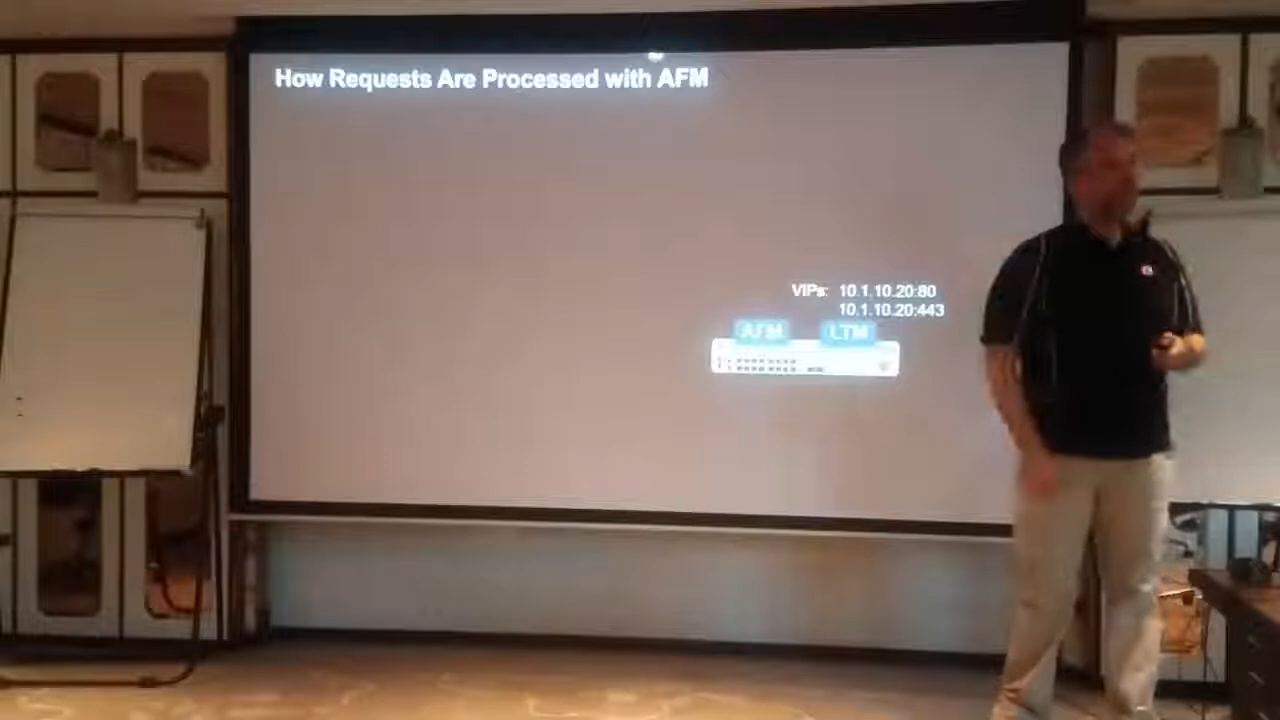 How Requests Are Processed with AFM
VIPs: 10.1.10.20:80
10.1.10.20:443
AFM LTM